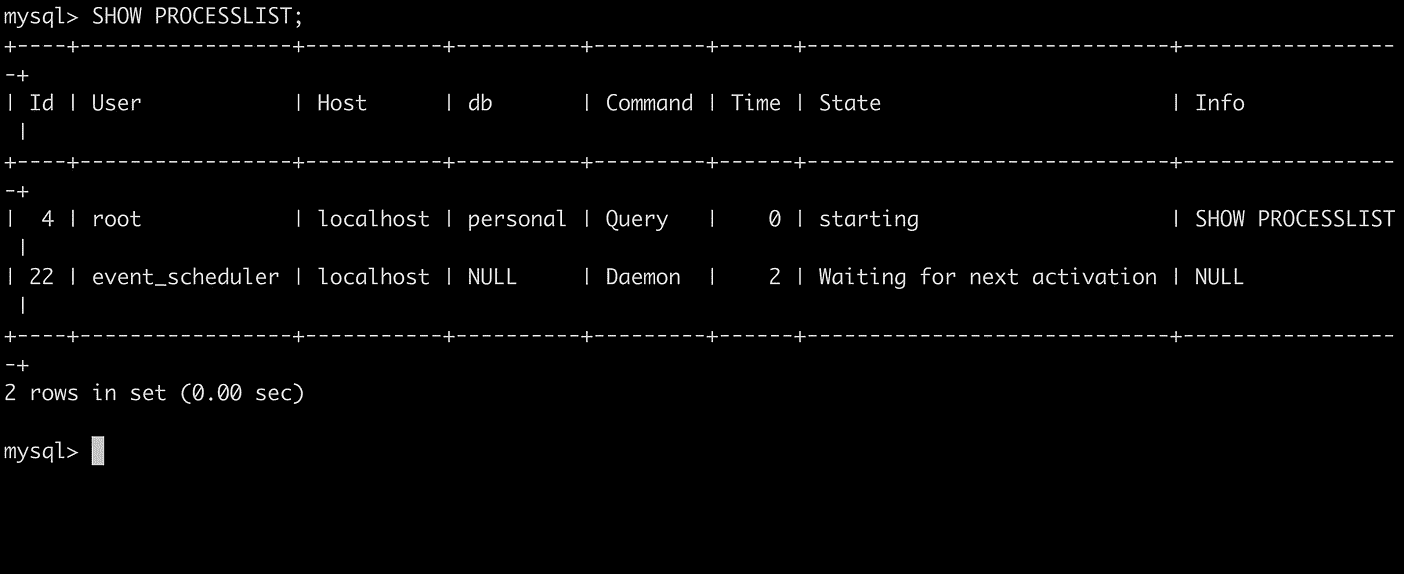 mysql> SHOW PROCESSLIST;
+----+-----------------+-----------+----------+---------+------+-----------------------------+-----------------
-+
| Id | User            | Host      | db       | Command | Time | State                       | Info
 |
+----+-----------------+-----------+----------+---------+------+-----------------------------+-----------------
-+
|  4 | root            | localhost | personal | Query   |    0 | starting                    | SHOW PROCESSLIST
 |
| 22 | event_scheduler | localhost | NULL     | Daemon  |    2 | Waiting for next activation | NULL
 |
+----+-----------------+-----------+----------+---------+------+-----------------------------+-----------------
-+
2 rows in set (0.00 sec)
mysql>